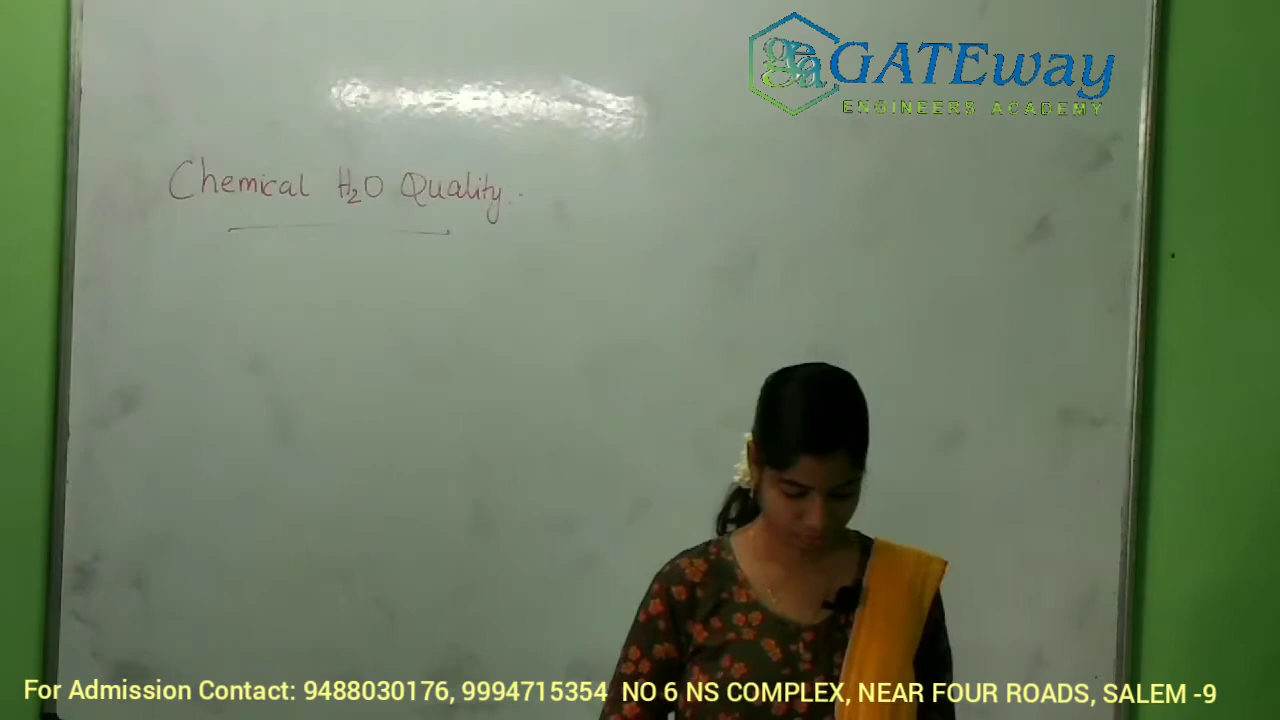 GATEway
ENGINEERS ACADEMY
Chemical H₂O Quality.
For Admission Contact: 9488030176, 9994715354 NO 6 NS COMPLEX, NEAR FOUR ROADS, SALEM -9